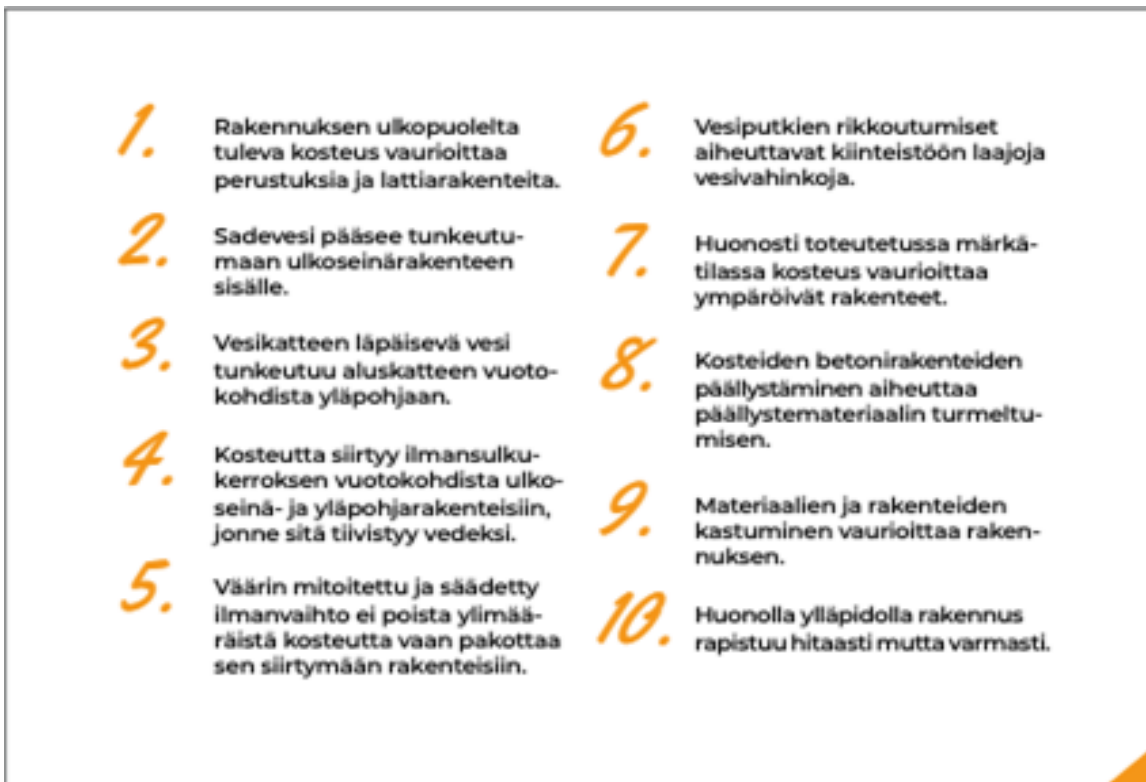 1.
Rakennuksen ulkopuolelta
tuleva kosteus vaurioittaa
perustuksia ja lattiarakenteita.
2.
Sadevesi pääsee tunkeutu-
maan ulkoseinärakenteen
sisälle.
3.
Vesikatteen läpäisevä vesi
tunkeutuu aluskatteen vuoto-
kohdista yläpohjaan.
4.
Kosteutta siirtyy ilmansulku-
kerroksen vuotokohdista ulko-
seinä- ja yläpohjarakenteisiin,
jonne sitä tiivistyy vedeksi.
5.
Väärin mitoitettu ja säädetty
ilmanvaihto ei poista ylimää-
räistä kosteutta vaan pakottaa
sen siirtymään rakenteisiin.
6.
Vesiputkien rikkoutumiset
aiheuttavat kiinteistöön laajoja
vesivahinkoja.
7.
Huonosti toteutetussa märkä-
tilassa kosteus vaurioittaa
ympäröivät rakenteet.
8.
Kosteiden betonirakenteiden
päällystäminen aiheuttaa
päällystemateriaalin turmeltu-
misen.
9.
Materiaalien ja rakenteiden
kastuminen vaurioittaa raken-
nuksen.
10.
Huonolla ylläpidolla rakennus
rapistuu hitaasti mutta varmasti.